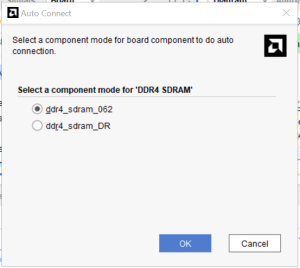 Auto Connect
Select a component mode for board component to do auto
connection.
Select a component mode for 'DDR4 SDRAM'
ddr4_sdram_062
ddr4_sdram_DR
OK
Cancel